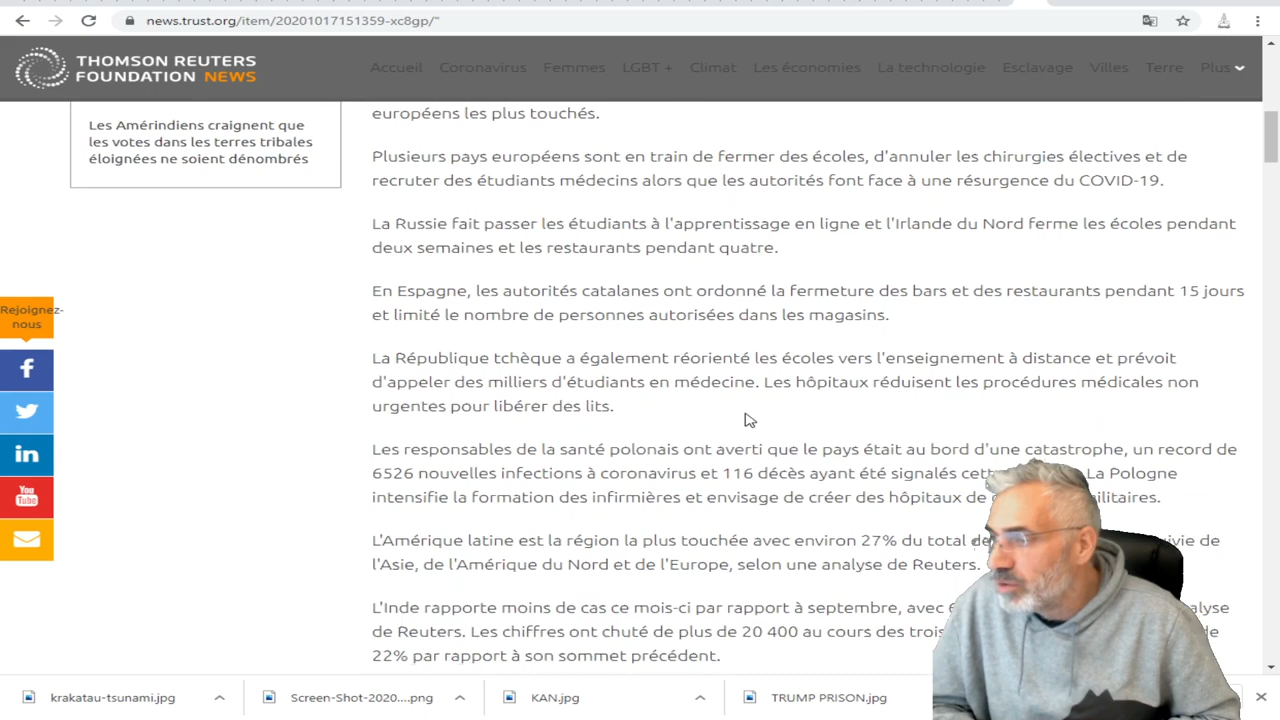 news.trust.org/item/20201017151359-xc8gp/"
THOMSON REUTERS
FOUNDATION NEWS
Accueil Coronavirus Femmes LGBT + Climat Les économies La technologie Esclavage Villes Terre Plus
Les Amérindiens craignent que
les votes dans les terres tribales
éloignées ne soient dénombrés
européens les plus touchés.
Plusieurs pays européens sont en train de fermer des écoles, d'annuler les chirurgies électives et de
recruter des étudiants médecins alors que les autorités font face à une résurgence du COVID-19.
La Russie fait passer les étudiants à l'apprentissage en ligne et l'Irlande du Nord ferme les écoles pendant
deux semaines et les restaurants pendant quatre.
En Espagne, les autorités catalanes ont ordonné la fermeture des bars et des restaurants pendant 15 jours
et limité le nombre de personnes autorisées dans les magasins.
La République tchèque a également réorienté les écoles vers l'enseignement à distance et prévoit
d'appeler des milliers d'étudiants en médecine. Les hôpitaux réduisent les procédures médicales non
urgentes pour libérer des lits.
Les responsables de la santé polonais ont averti que le pays était au bord d'une catastrophe, un record de
6526 nouvelles infections à coronavirus et 116 décès ayant été signalés La Pologne
intensifie la formation des infirmières et envisage de créer des hôpitaux de
L'Amérique latine est la région la plus touchée avec environ 27% du total de
l'Asie, de l'Amérique du Nord et de l'Europe, selon une analyse de Reuters.
L'Inde rapporte moins de cas ce mois-ci par rapport à septembre, avec
de Reuters. Les chiffres ont chuté de plus de 20 400 au cours des de
22% par rapport à son sommet précédent.
Rejoignez-
nous
You
Tube
krakatau-tsunami.jpg Screen-Shot-2020....png KAN.jpg TRUMP PRISON.jpg